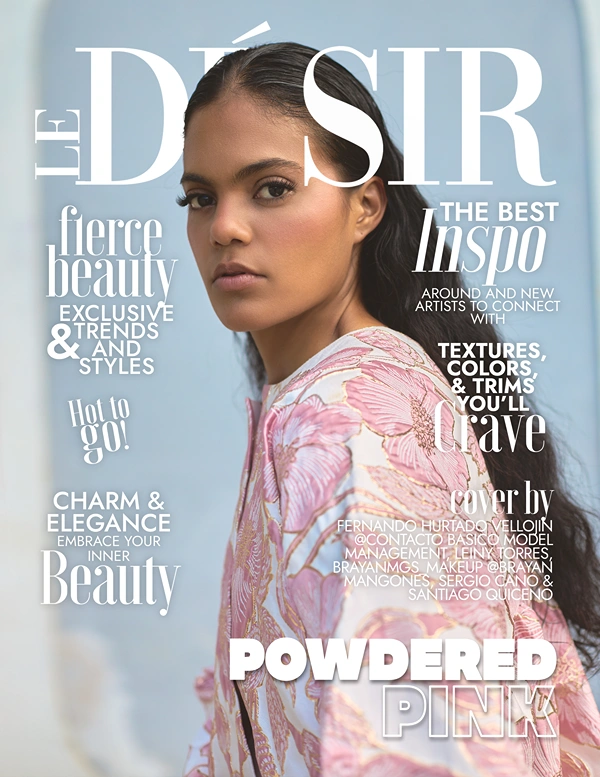 LE DÉSIR
fierce
beauty
EXCLUSIVE
& TRENDS
AND
STYLES
Hot to
go!
CHARM &
ELEGANCE
EMBRACE YOUR
INNER
Beauty
THE BEST
Inspo
AROUND AND NEW
ARTISTS TO CONNECT
WITH
TEXTURES,
COLORS,
& TRIMS
YOU'LL
Crave
cover by
FERNANDO HURTADO VELLOJIN
@CONTACTO BASICO MODEL
MANAGEMENT, LEINY TORRES,
BRAYANMGS MAKEUP @BRAYAN
MANGONES, SERGIO CANO &
SANTIAGO QUICENO
POWDERED
PINK